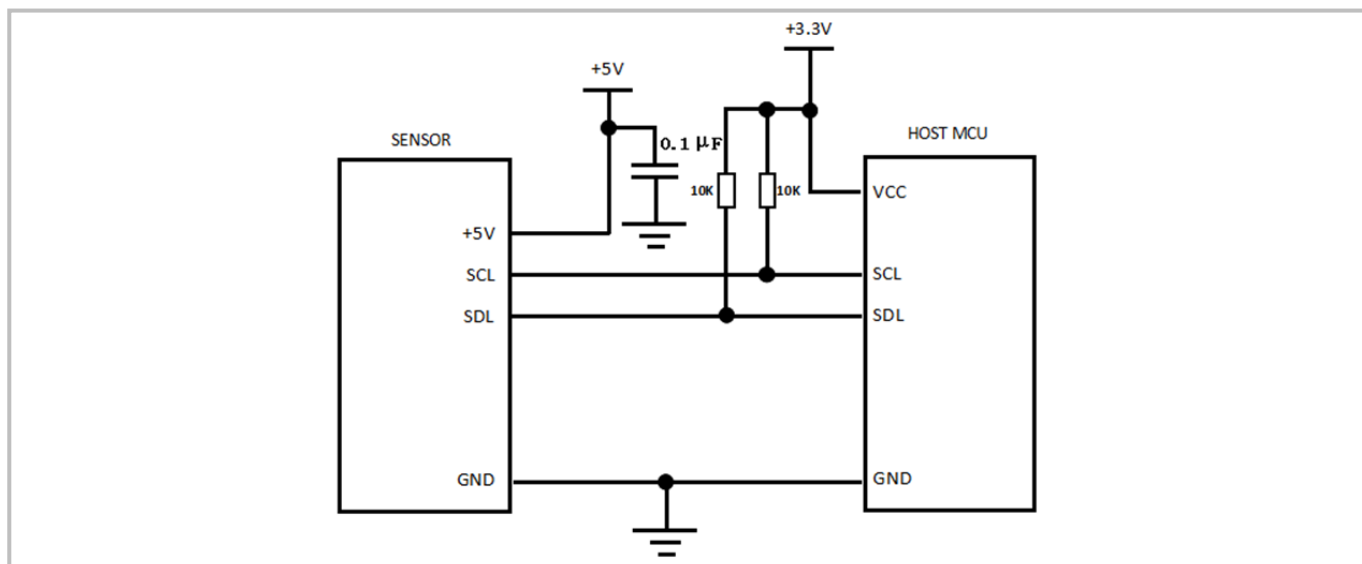 +3.3V
+5V
SENSOR
0.1 μF
HOST MCU
10K
10K
VCC
+5V
SCL
SCL
SDL
SDL
GND
GND